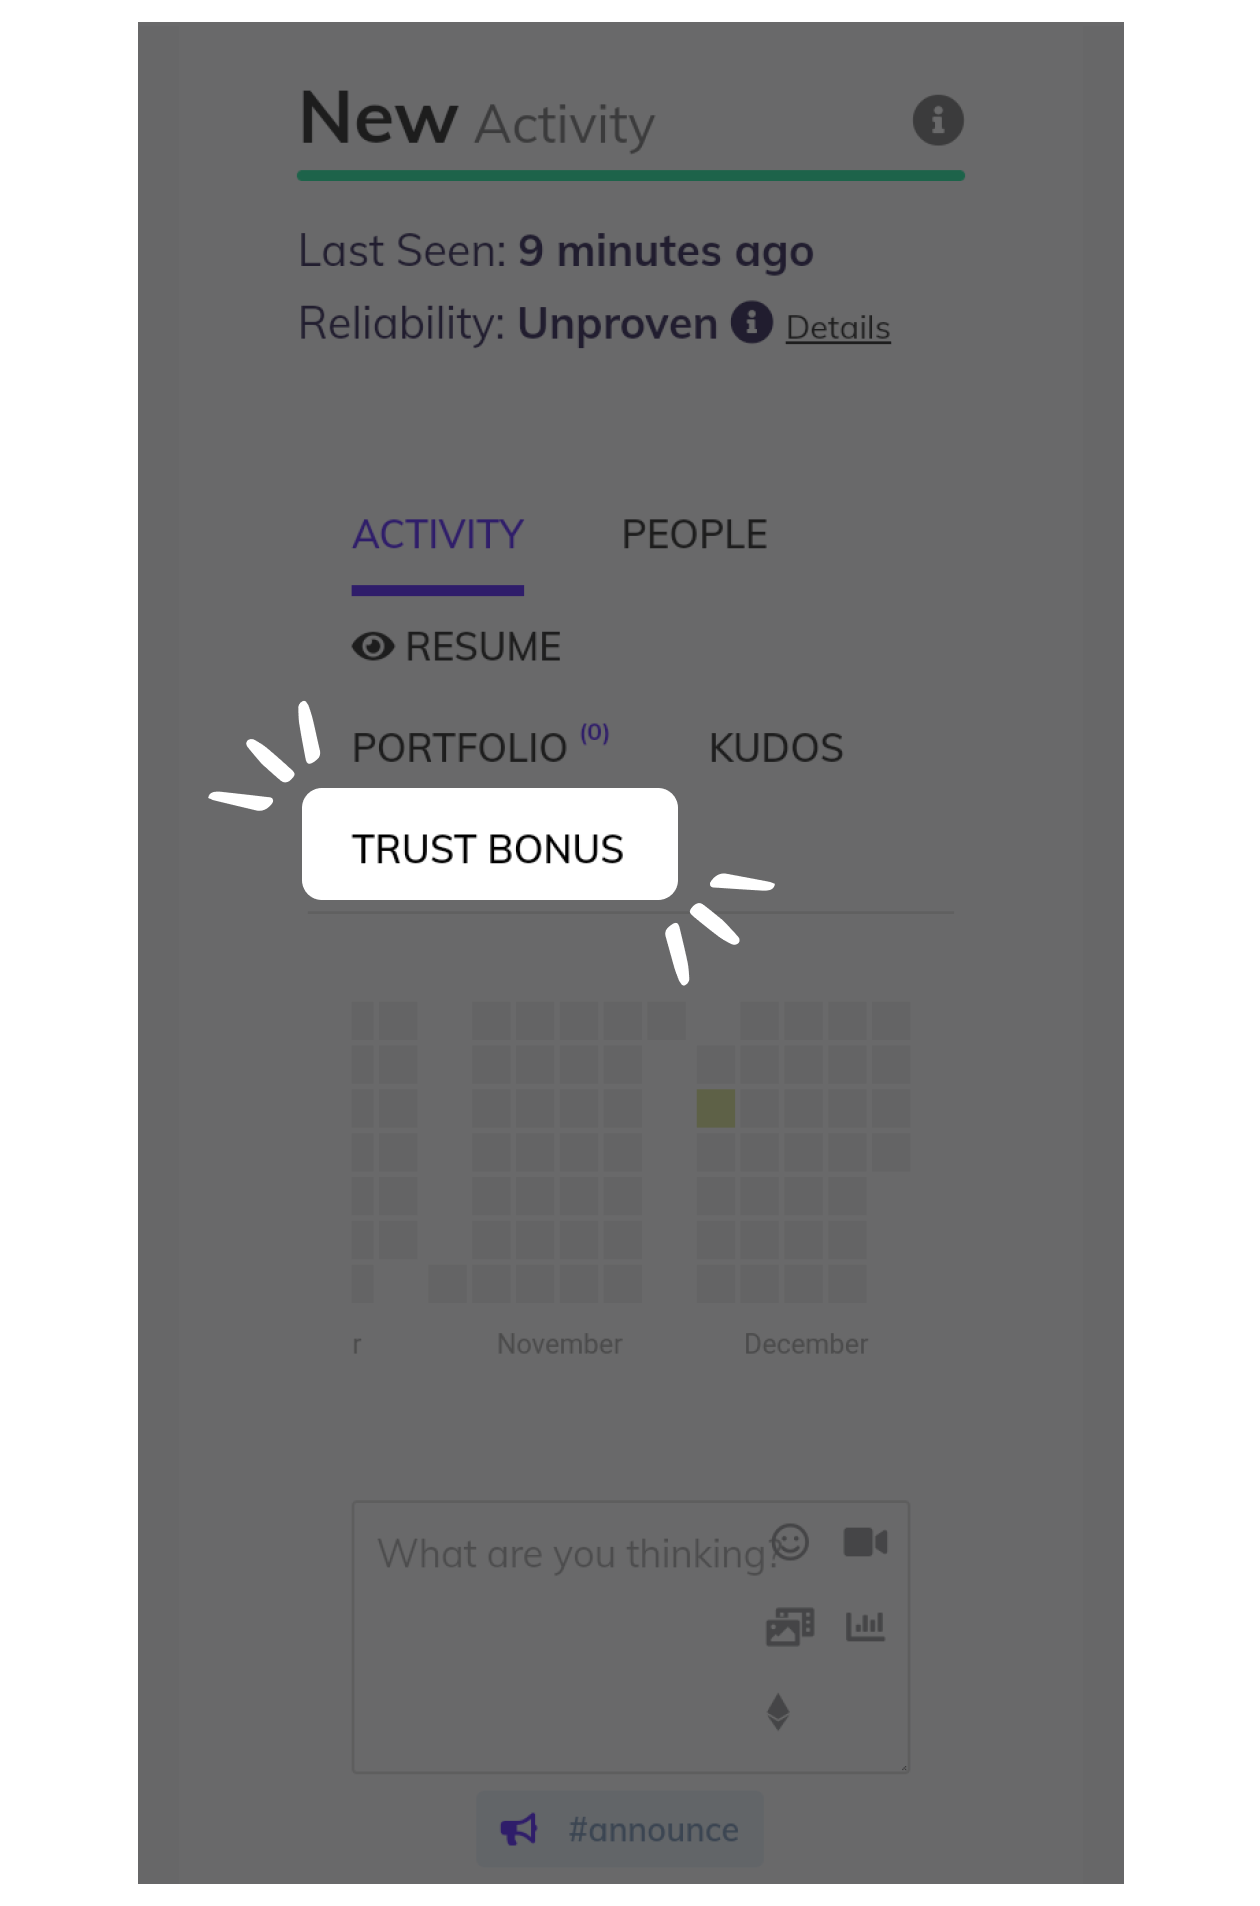 New Activity
Last Seen: 9 minutes ago
Reliability: Unproven Details
ACTIVITY PEOPLE
RESUME
PORTFOLIO (0) KUDOS
TRUST BONUS
r November December
What are you thinking?
#announce